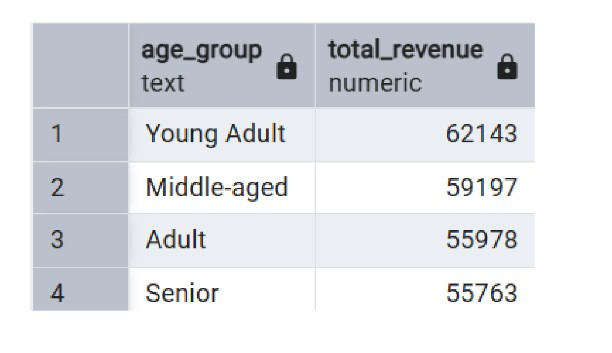 age_group total_revenue
text numeric
1 Young Adult 62143
2 Middle-aged 59197
3 Adult 55978
4 Senior 55763